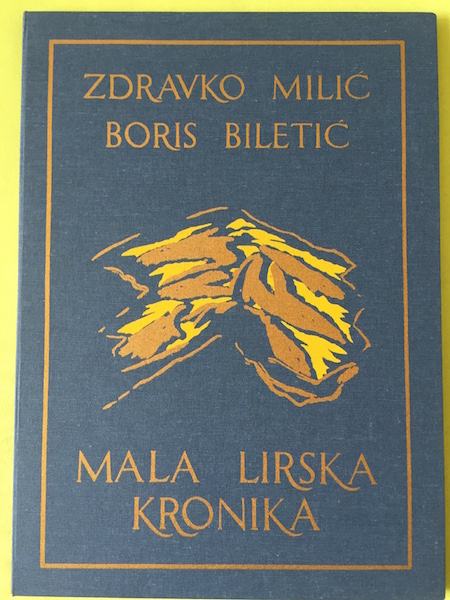 ZDRAVKO MILIĆ
BORIS BILETIĆ
MALA LIRSKA
KRONIKA